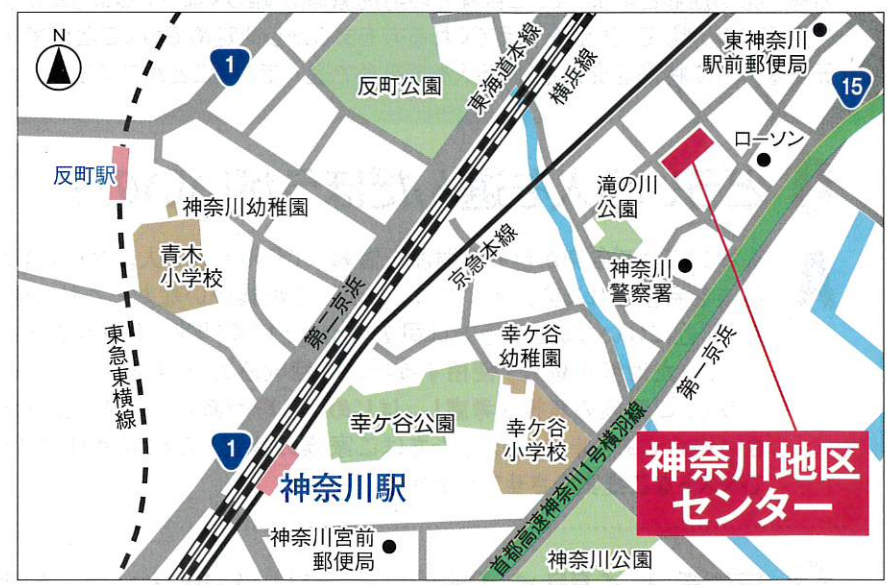 N
1
反町公園
東海道本線
横浜線
東神奈川
駅前郵便局
15
ローソン
反町駅
神奈川幼稚園
滝の川
公園
青木
小学校
京急本線
神奈川
警察署
第二京浜
東急東横線
幸ケ谷
幼稚園
第一京浜
幸ケ谷公園
幸ケ谷
小学校
1
神奈川駅
首都高速神奈川1号横羽線
神奈川地区
センター
神奈川宮前
郵便局
神奈川公園